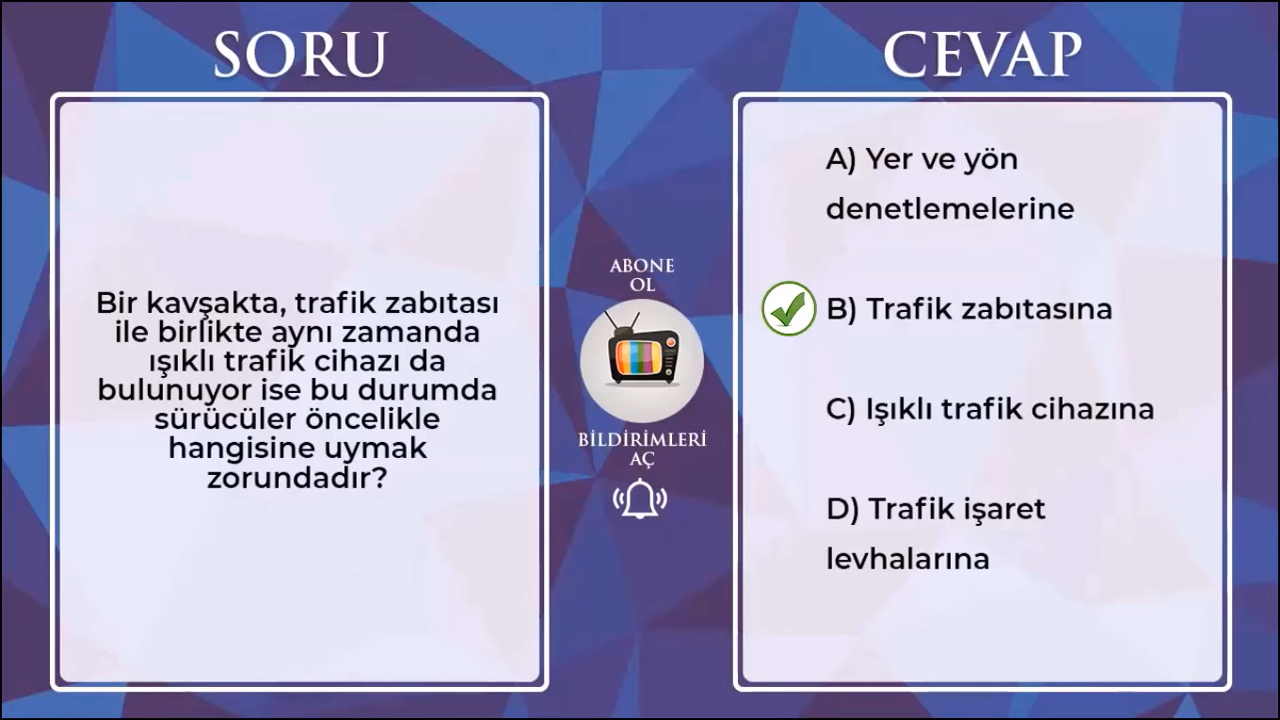 SORU
Bir kavşakta, trafik zabıtası
ile birlikte aynı zamanda
ışıklı trafik cihazı da
bulunuyor ise bu durumda
sürücüler öncelikle
hangisine uymak
zorundadır?
ABONE
OL
BİLDİRİMLERİ
AÇ
CEVAP
A) Yer ve yön
denetlemelerine
B) Trafik zabıtasına
C) Işıklı trafik cihazına
D) Trafik işaret
levhalarına